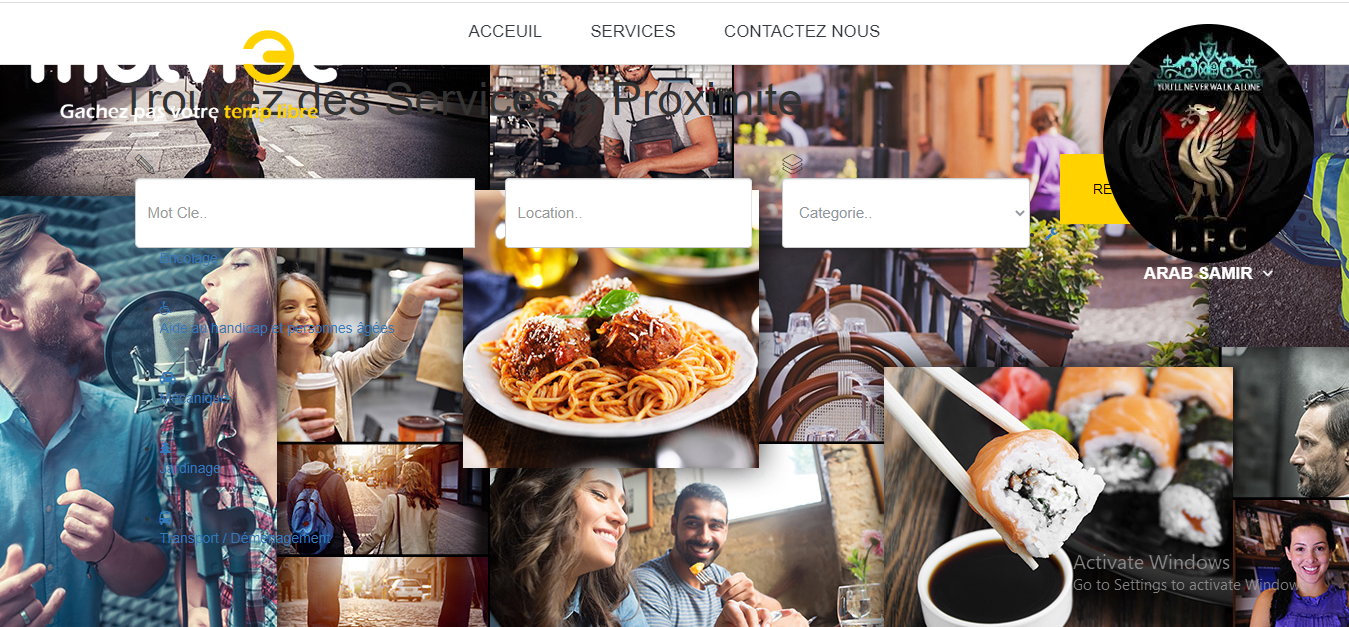 ACCEUIL SERVICES CONTACTEZ NOUS
Trouvez des Services Proximite
Gachez pas votre temp libre
YOU'LL NEVER WALK ALONE
L.F.C
Mot Cle..
Location..
Categorie..
RE
ARAB SAMIR
Bricolage
Aide au handicap et personnes âgées
Mécanique
Jardinage
Transport / Déménagement
Activate Windows
Go to Settings to activate Window